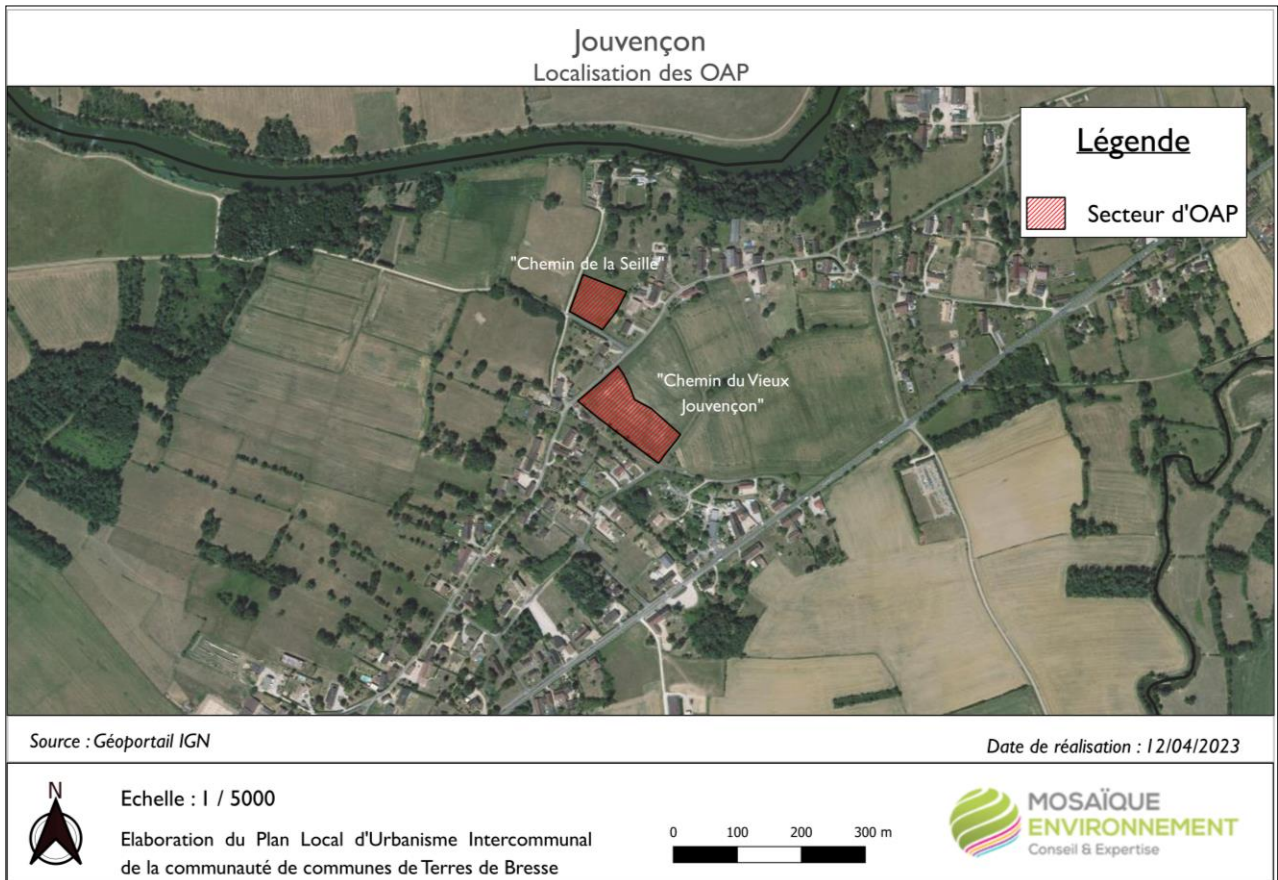 Jouvençon
Localisation des OAP
Légende
Secteur d'OAP
"Chemin de la Seille"
"Chemin du Vieux
Jouvençon"
Source : Géoportail IGN
Date de réalisation : 12/04/2023
N
Echelle : 1 / 5000
Elaboration du Plan Local d'Urbanisme Intercommunal
de la communauté de communes de Terres de Bresse
0 100 200 300 m
MOSAÏQUE
ENVIRONNEMENT
Conseil & Expertise